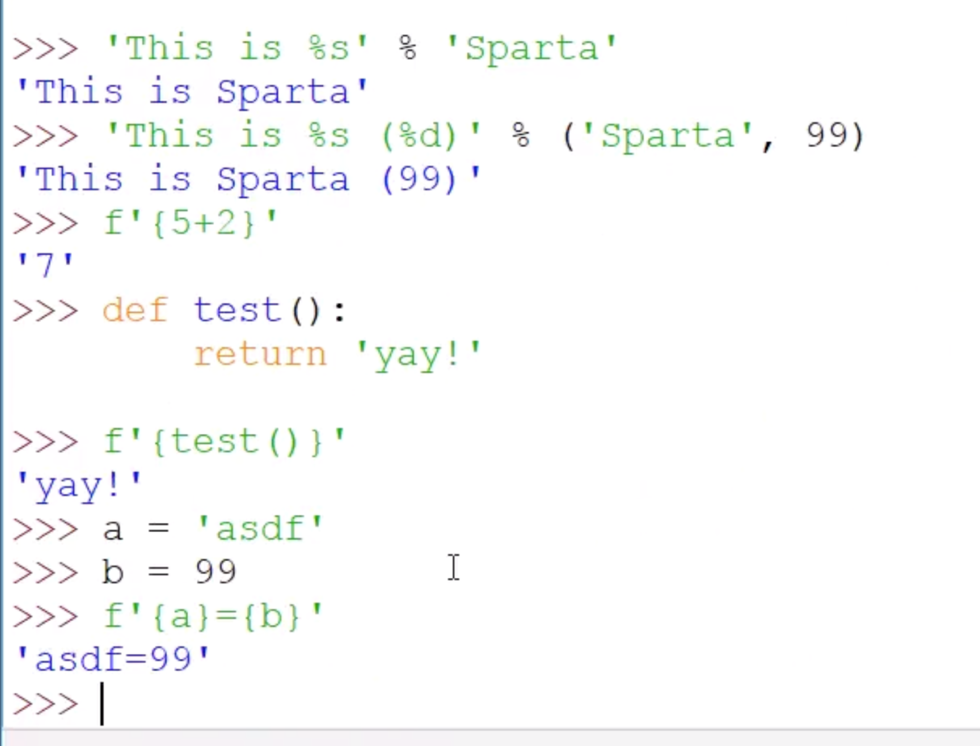 >>> 'This is %s' % 'Sparta'
'This is Sparta'
>>> 'This is %s (%d)' % ('Sparta', 99)
'This is Sparta (99)'
>>> f'{5+2}'
'7'
>>> def test():
        return 'yay!'
>>> f'{test()}'
'yay!'
>>> a = 'asdf'
>>> b = 99
>>> f'{a}={b}'
'asdf=99'
>>>